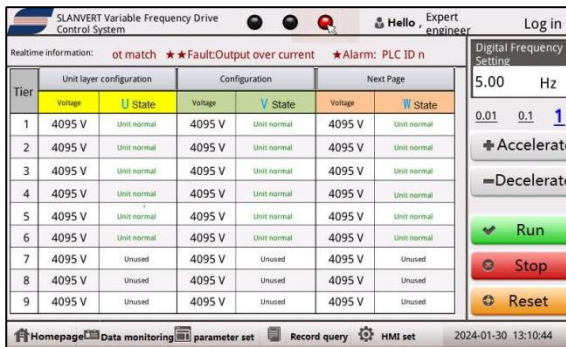 SLANVERT Variable Frequency Drive
Control System
Hello , Expert
engineer
Log in
Realtime information: ot match ★★Fault:Output over current ★Alarm: PLC ID n
Digital Frequency
Setting
5.00 Hz
0.01 0.1 1
Accelerate
Decelerate
Run
Stop
Reset
Tier Unit layer configuration Configuration Next Page
Voltage U State Voltage V State Voltage W State
1 4095 V Unit normal 4095 V Unit normal 4095 V Unit normal
2 4095 V Unit normal 4095 V Unit normal 4095 V Unit normal
3 4095 V Unit normal 4095 V Unit normal 4095 V Unit normal
4 4095 V Unit normal 4095 V Unit normal 4095 V Unit normal
5 4095 V Unit normal 4095 V Unit normal 4095 V Unit normal
6 4095 V Unit normal 4095 V Unit normal 4095 V Unit normal
7 4095 V Unused 4095 V Unused 4095 V Unused
8 4095 V Unused 4095 V Unused 4095 V Unused
9 4095 V Unused 4095 V Unused 4095 V Unused
Homepage Data monitoring parameter set Record query HMI set 2024-01-30 13:10:44